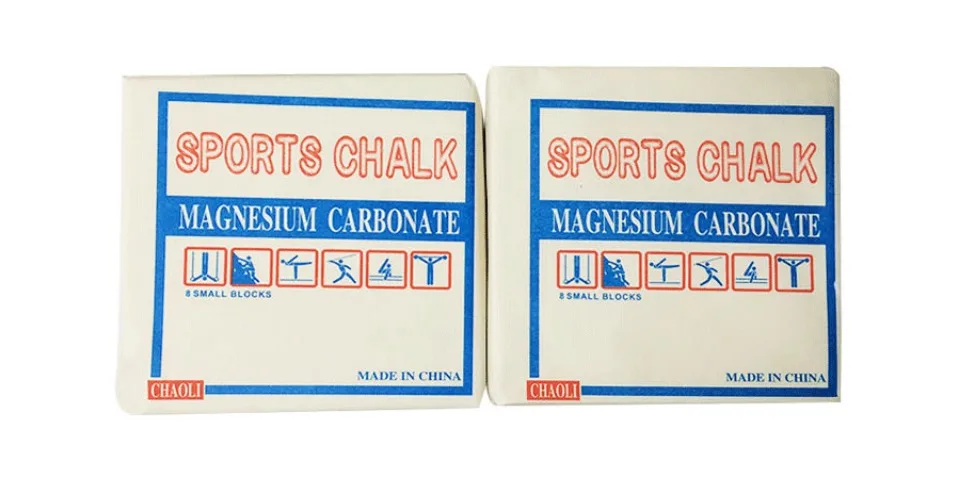 SPORTS CHALK
MAGNESIUM CARBONATE
8 SMALL BLOCKS
MADE IN CHINA
CHAOLI
SPORTS CHALK
MAGNESIUM CARBONATE
8 SMALL BLOCKS
MADE IN CHINA
CHAOLI